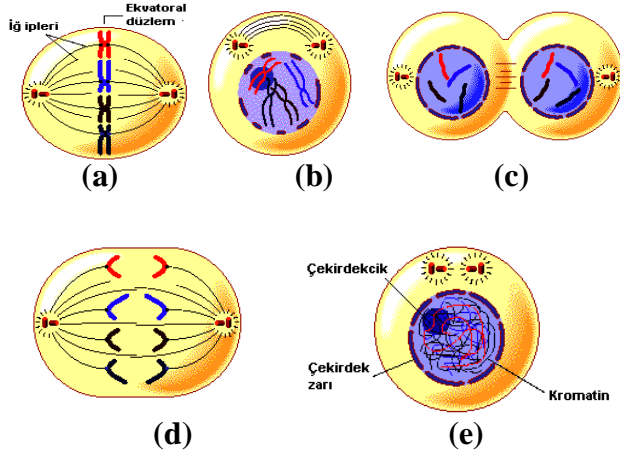 İğ ipleri
Ekvatoral
düzlem
(a)
(b)
(c)
Çekirdekcik
Çekirdek
zarı
Kromatin
(d)
(e)